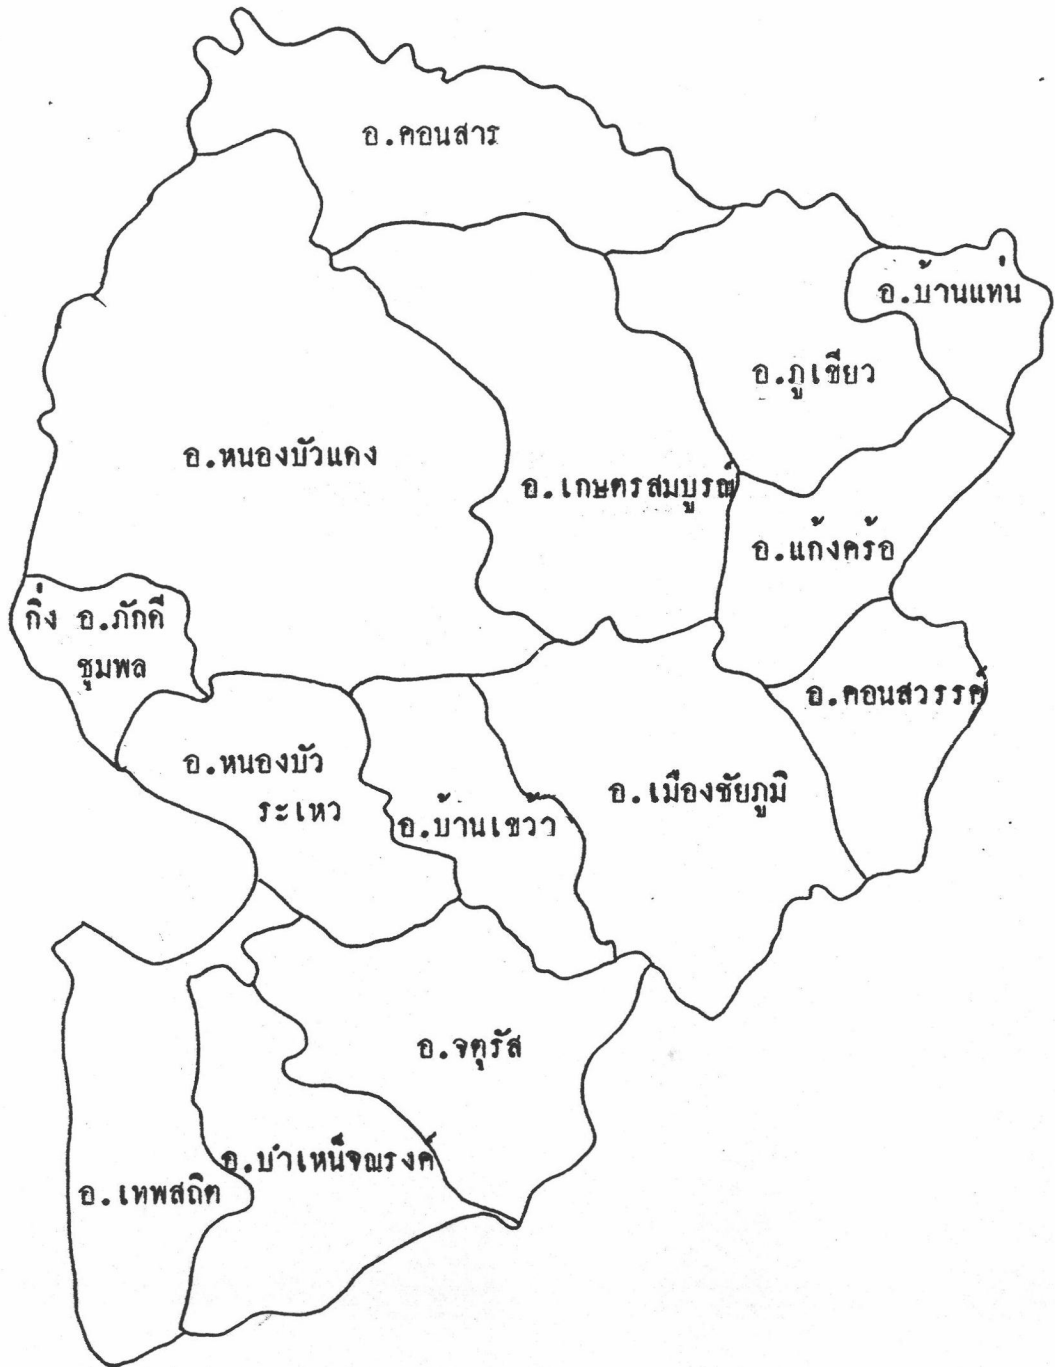 อ.คอนสาร
อ.บ้านแท่น
อ.ภูเขียว
อ.หนองบัวแดง
อ.เกษตรสมบูรณ์
อ.แก้งคร้อ
กิ่ง อ.ภักดี
ชุมพล
อ.คอนสวรรค์
อ.หนองบัว
ระเหว
อ.เมืองชัยภูมิ
อ.บ้านเขว้า
อ.จตุรัส
อ.บำเหน็จณรงค์
อ.เทพสถิต